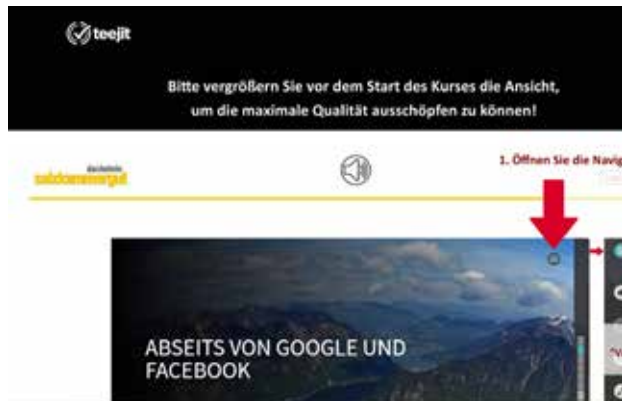 teejit
Bitte vergrößern Sie vor dem Start des Kurses die Ansicht,
um die maximale Qualität ausschöpfen zu können!
1. Öffnen Sie die Navig
salzkammergut
ABSEITS VON GOOGLE UND
FACEBOOK